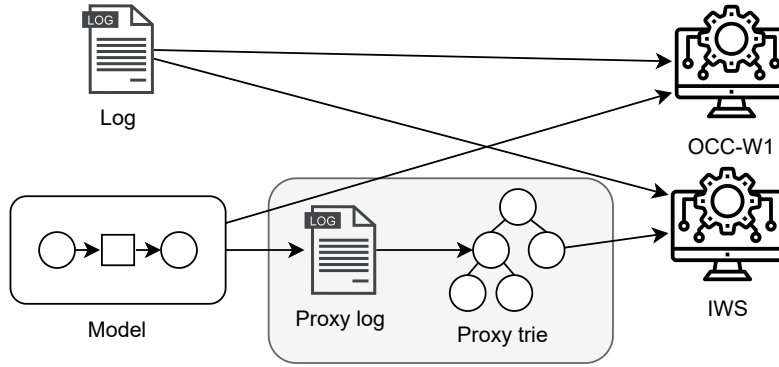 LOG
Log
OCC-W1
LOG
Proxy log
Proxy trie
Model
IWS